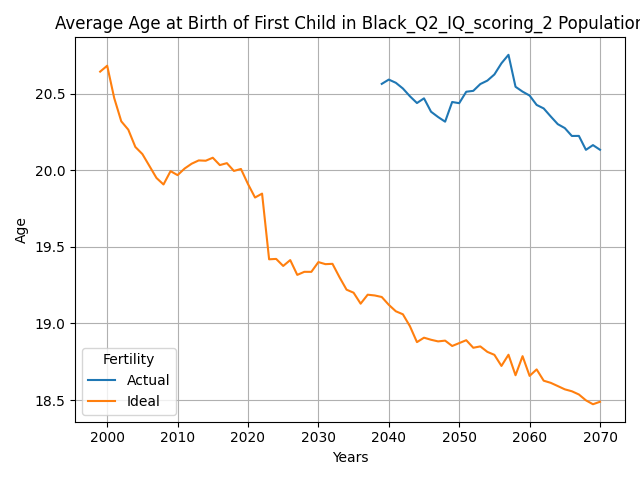 Average Age at Birth of First Child in Black_Q2_IQ_scoring_2 Population
Age
20.5
20.0
19.5
19.0
18.5
Fertility
Actual
Ideal
2000 2010 2020 2030 2040 2050 2060 2070
Years